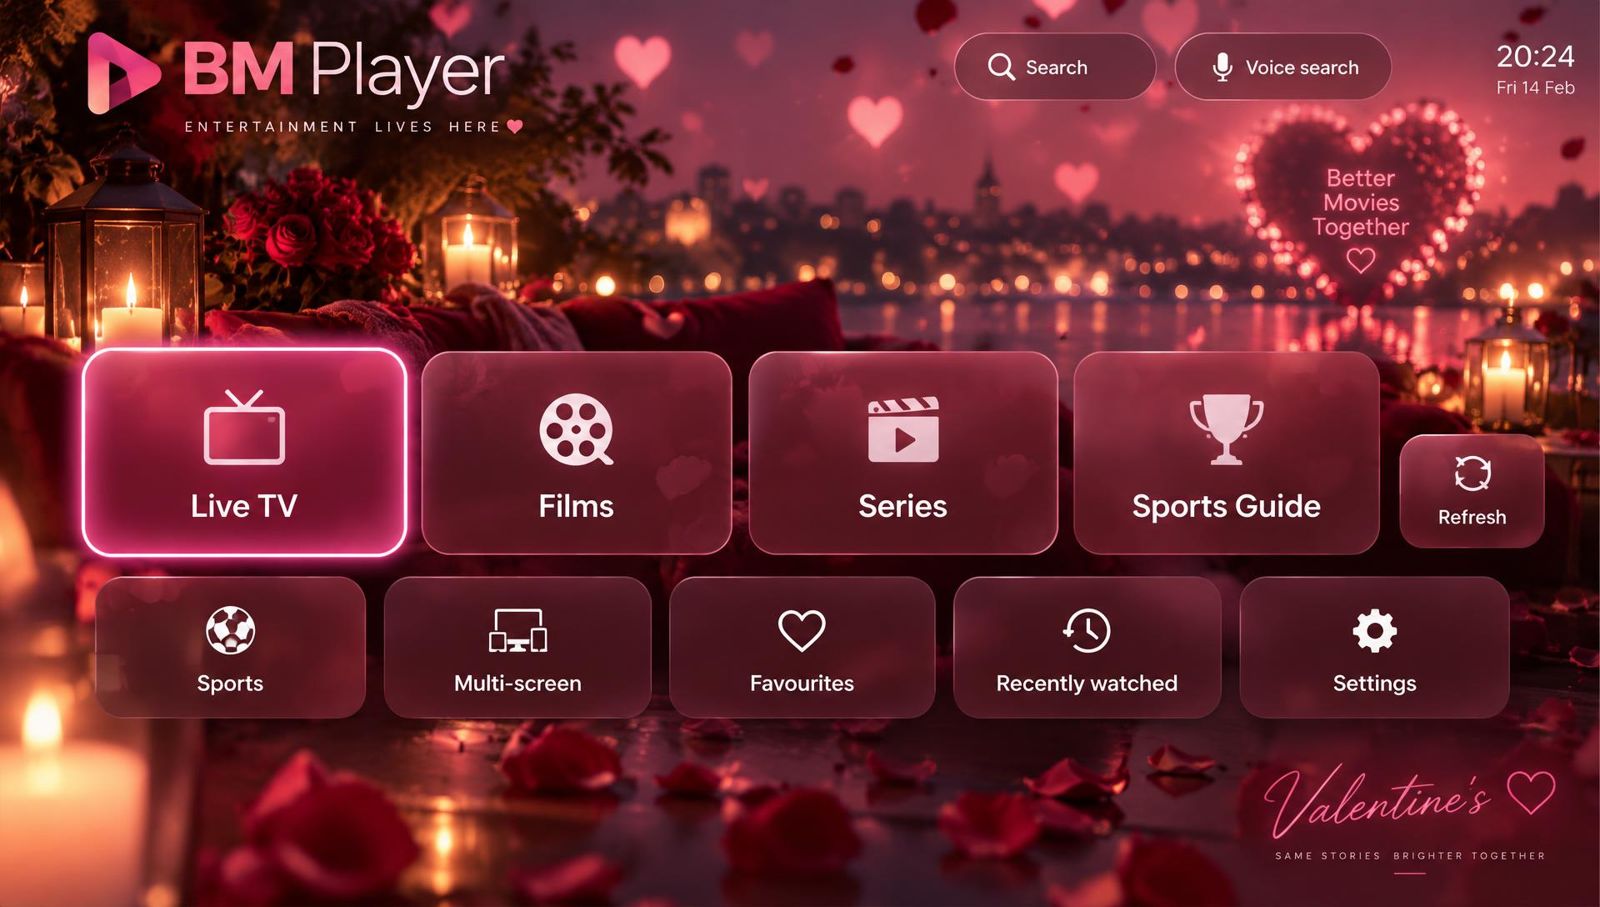 BM Player
ENTERTAINMENT LIVES HERE
Search
Voice search
20:24
Fri 14 Feb
Better
Movies
Together
Live TV
Films
Series
Sports Guide
Refresh
Sports
Multi-screen
Favourites
Recently watched
Settings
Valentine's
SAME STORIES BRIGHTER TOGETHER